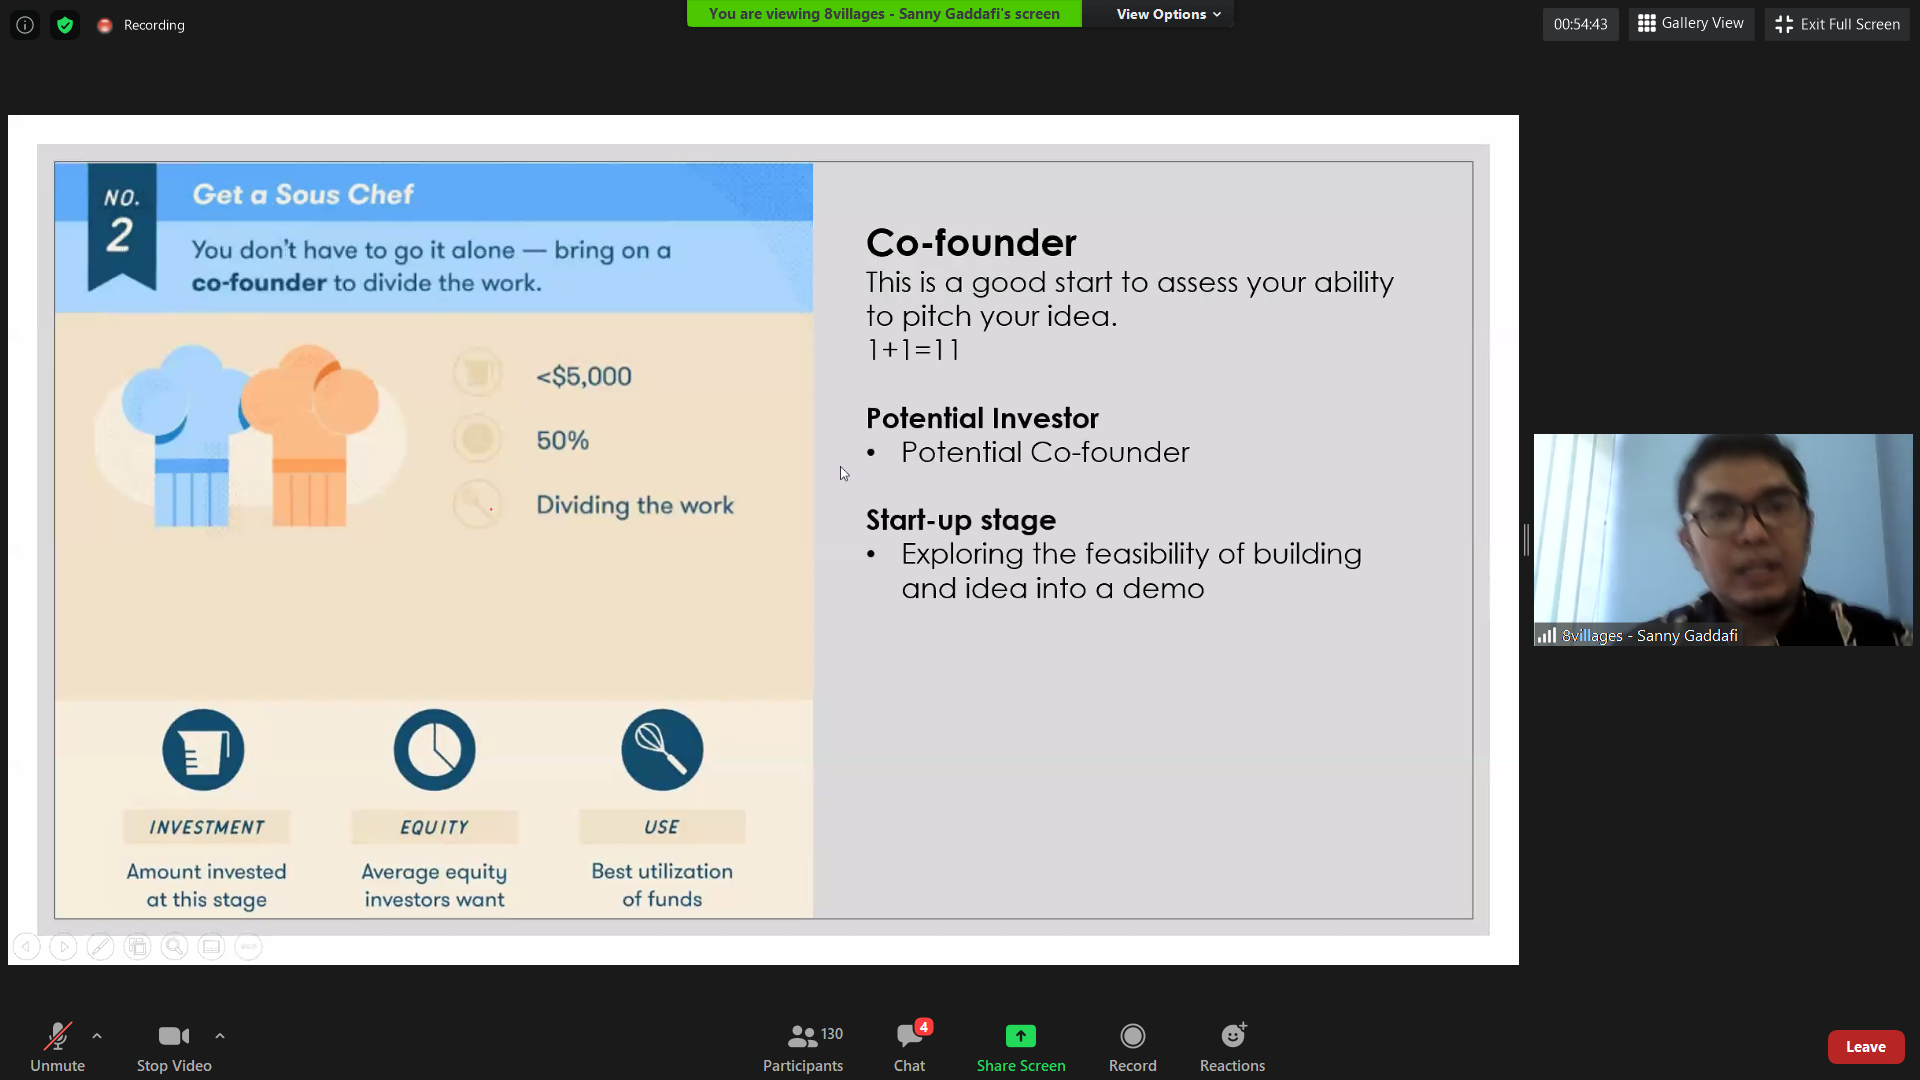 Recording
You are viewing 8villages - Sanny Gaddafi's screen
View Options
00:54:43
Gallery View
Exit Full Screen
NO.
2
Get a Sous Chef
You don't have to go it alone — bring on a
co-founder to divide the work.
<$5,000
50%
Dividing the work
INVESTMENT
Amount invested
at this stage
EQUITY
Average equity
investors want
USE
Best utilization
of funds
Co-founder
This is a good start to assess your ability
to pitch your idea.
1+1=11
Potential Investor
• Potential Co-founder
Start-up stage
• Exploring the feasibility of building
and idea into a demo
8villages - Sanny Gaddafi
Unmute
Stop Video
130
Participants
4
Chat
Share Screen
Record
Reactions
Leave